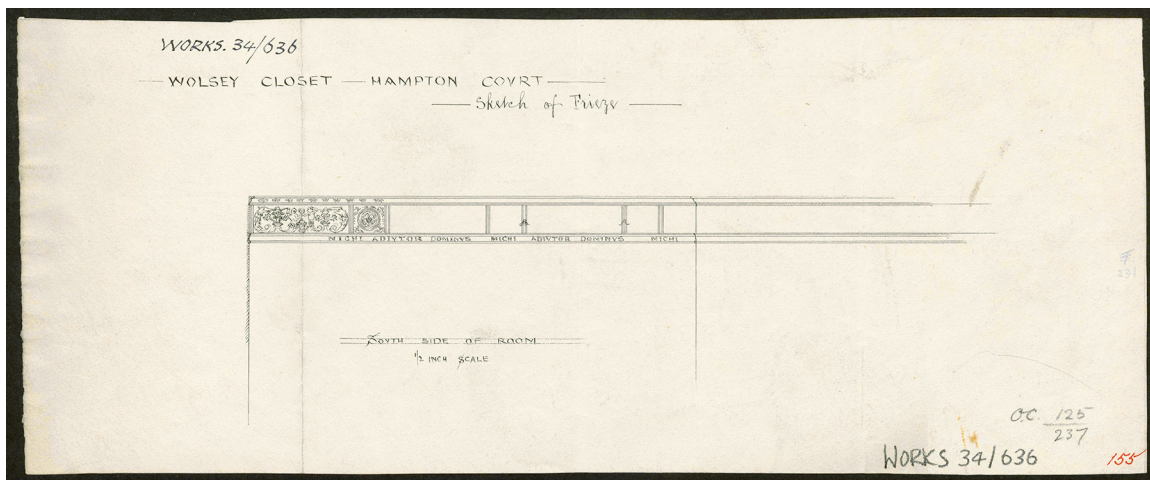 WORKS. 34/636
WOLSEY CLOSET — HAMPTON COVRT
Sketch of Frieze
MICHI ADIVTOR DOMINVS MICHI ADIVTOR DOMINVS MICHI
SOVTH SIDE OF ROOM
1/2 INCH SCALE
231
O.C. 125
237
WORKS 34/636
155